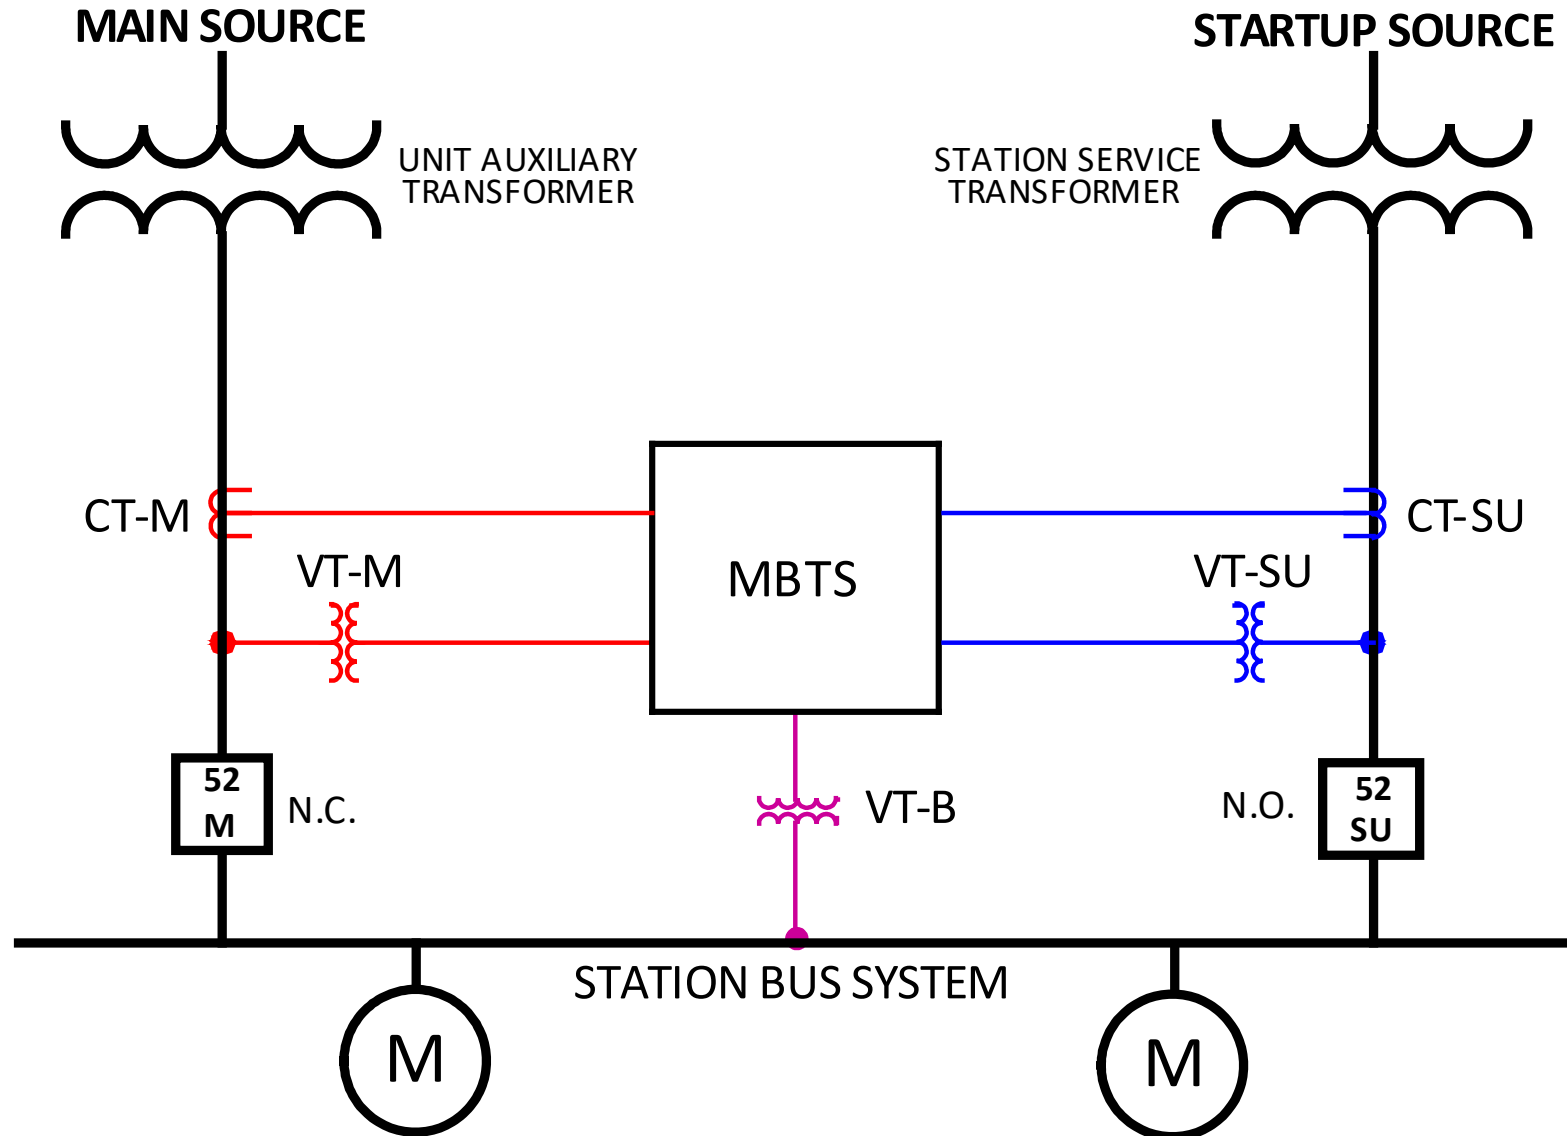 MAIN SOURCE
STARTUP SOURCE
UNIT AUXILIARY
TRANSFORMER
STATION SERVICE
TRANSFORMER
CT-M
CT-SU
VT-M
MBTS
VT-SU
52
M
N.C.
VT-B
N.O.
52
SU
STATION BUS SYSTEM
M
M